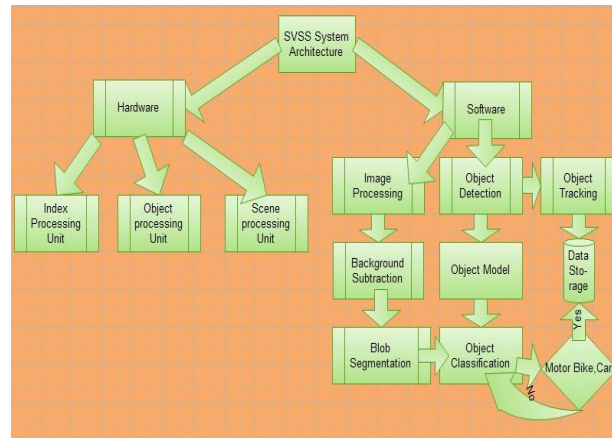 SVSS System
Architecture
Hardware
Software
Index
Processing
Unit
Object
processing
Unit
Scene
processing
Unit
Image
Processing
Object
Detection
Object
Tracking
Background
Subtraction
Object Model
Data
Sto-
rage
Blob
Segmentation
Object
Classification
Yes
No
Motor Bike,Car